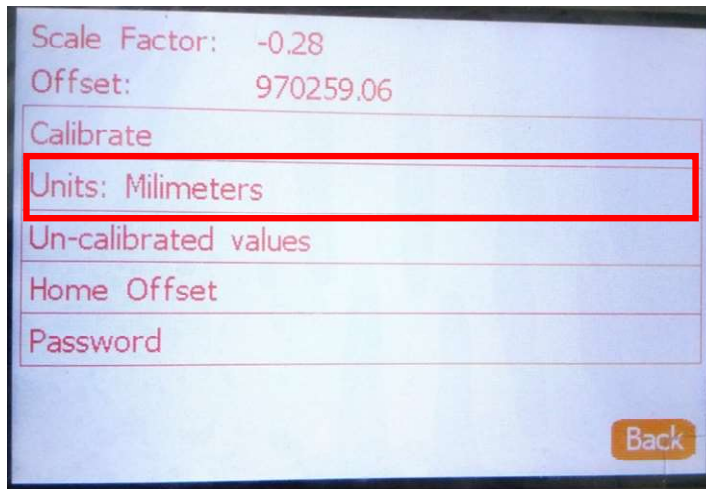 Scale Factor: -0.28
Offset: 970259.06
Calibrate
Units: Milimeters
Un-calibrated values
Home Offset
Password
Back